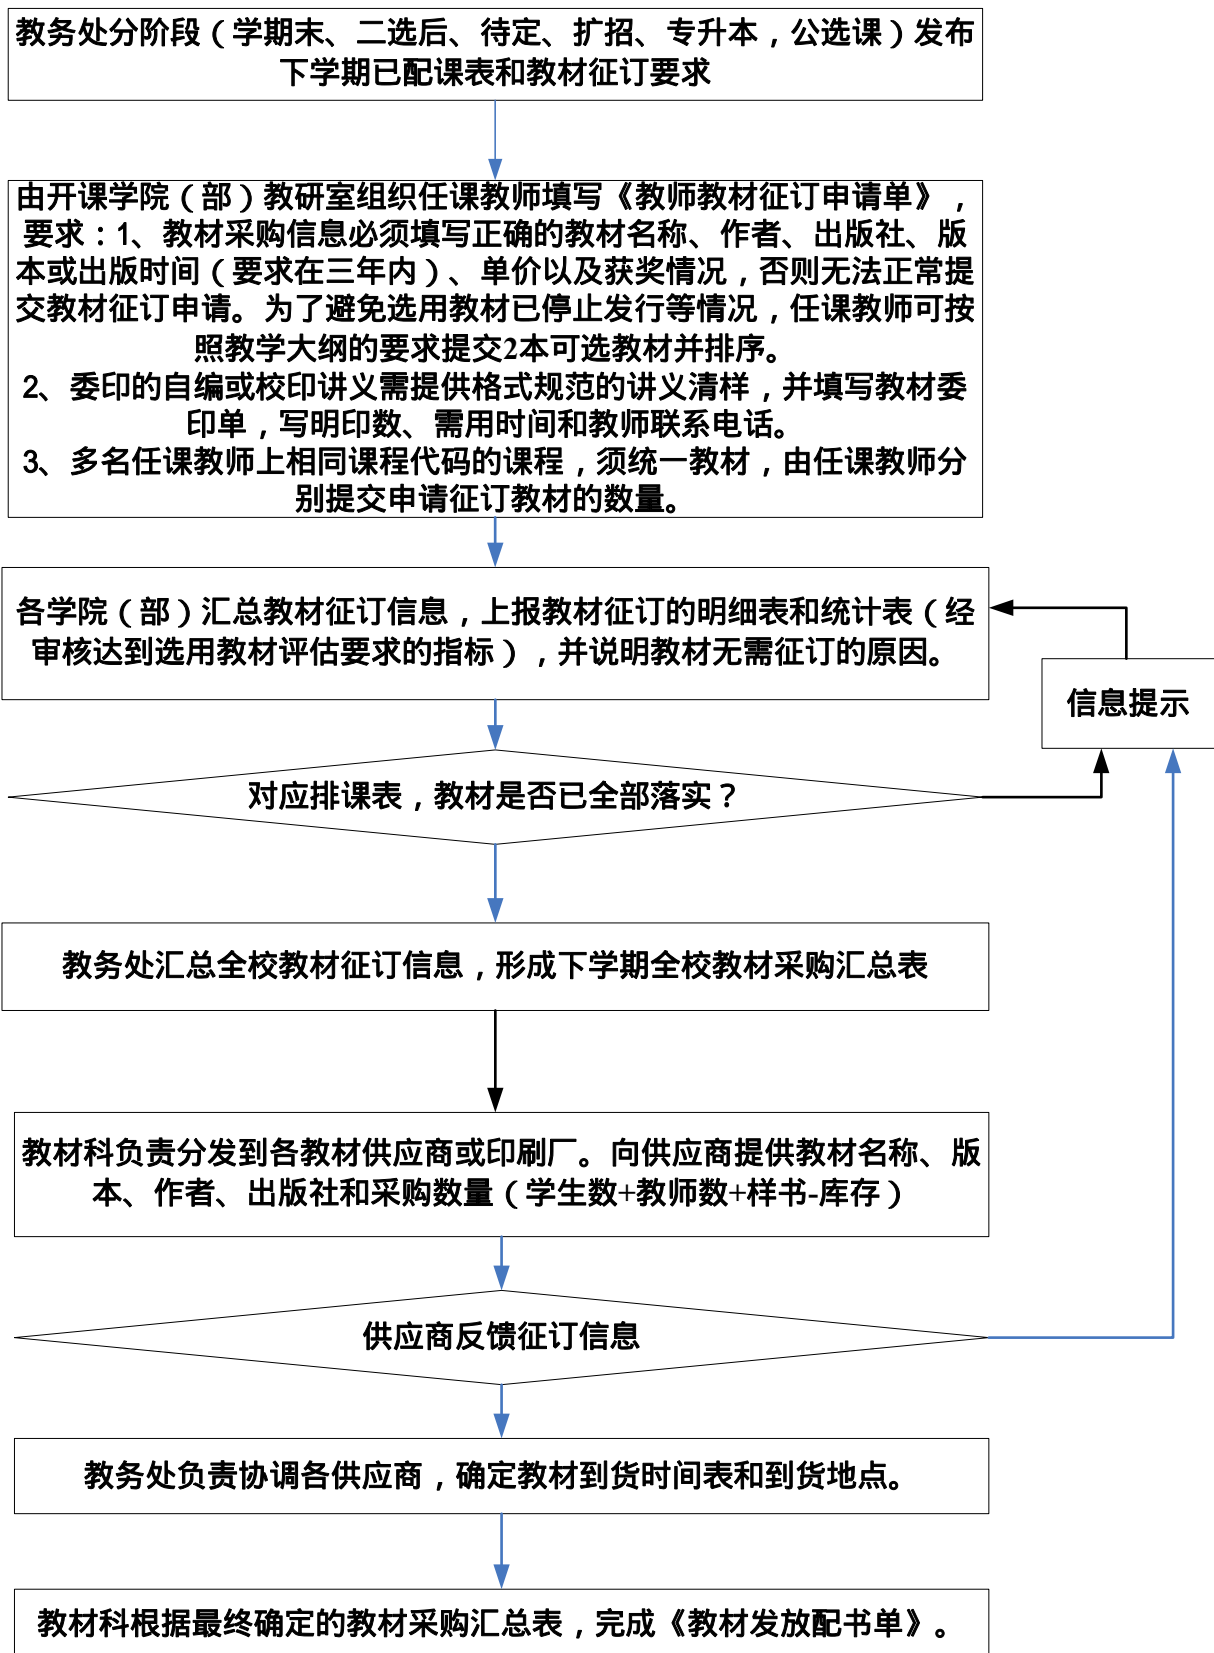 教务处分阶段（学期末、二选后、待定、扩招、专升本，公选课）发布
下学期已配课表和教材征订要求
由开课学院（部）教研室组织任课教师填写《教师教材征订申请单》，
要求：1、教材采购信息必须填写正确的教材名称、作者、出版社、版
本或出版时间（要求在三年内）、单价以及获奖情况，否则无法正常提
交教材征订申请。为了避免选用教材已停止发行等情况，任课教师可按
照教学大纲的要求提交2本可选教材并排序。
2、委印的自编或校印讲义需提供格式规范的讲义清样，并填写教材委
印单，写明印数、需用时间和教师联系电话。
3、多名任课教师上相同课程代码的课程，须统一教材，由任课教师分
别提交申请征订教材的数量。
各学院（部）汇总教材征订信息，上报教材征订的明细表和统计表（经
审核达到选用教材评估要求的指标），并说明教材无需征订的原因。
信息提示
对应排课表，教材是否已全部落实？
教务处汇总全校教材征订信息，形成下学期全校教材采购汇总表
教材科负责分发到各教材供应商或印刷厂。向供应商提供教材名称、版
本、作者、出版社和采购数量（学生数+教师数+样书-库存）
供应商反馈征订信息
教务处负责协调各供应商，确定教材到货时间表和到货地点。
教材科根据最终确定的教材采购汇总表，完成《教材发放配书单》。